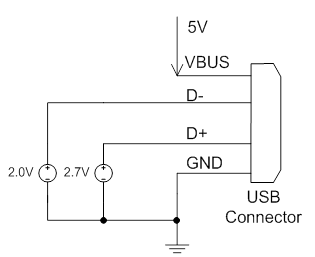 5V
VBUS
D-
D+
GND
2.0V
2.7V
USB
Connector